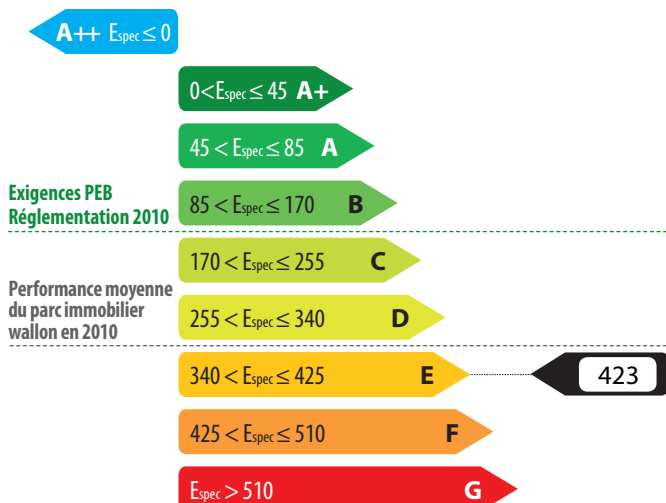 A++ Espec ≤ 0
0<Espec ≤ 45 A+
45 < Espec ≤ 85 A
Exigences PEB
Réglementation 2010
85 < Espec ≤ 170 B
170 < Espec ≤ 255 C
Performance moyenne
du parc immobilier
wallon en 2010
255 < Espec ≤ 340 D
340 < Espec ≤ 425 E
423
425 < Espec ≤ 510 F
Espec > 510 G